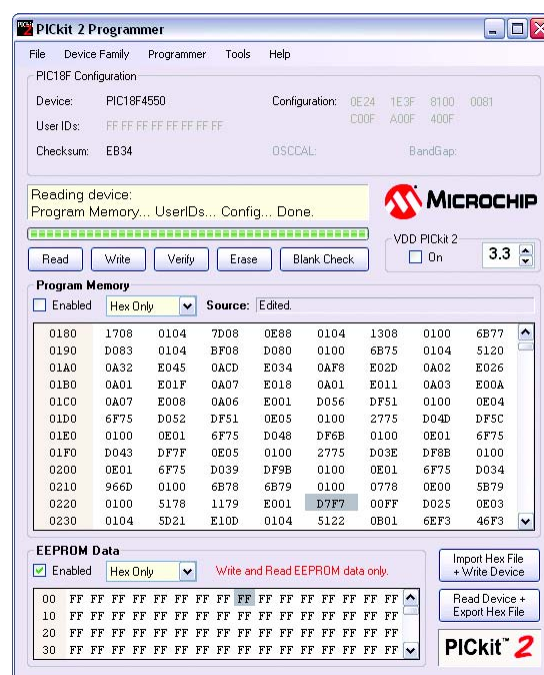 PICkit 2 Programmer
File Device Family Programmer Tools Help
PIC18F Configuration
Device: PIC18F4550 Configuration: 0E24 1E3F 8100 0081
C00F A00F 400F
User IDs: FF FF FF FF FF FF FF FF
Checksum: EB34 OSCCAL: BandGap:
Reading device:
Program Memory... UserIDs... Config... Done.
MICROCHIP
VDD PICkit 2
On 3.3
Read Write Verify Erase Blank Check
Program Memory
Enabled Hex Only Source: Edited.
0180 1708 0104 7D08 0E88 0104 1308 0100 6B77
0190 D083 0104 BF08 D080 0100 6B75 0104 5120
01A0 0A32 E045 0ACD E034 0AF8 E02D 0A02 E026
01B0 0A01 E01F 0A07 E018 0A01 E011 0A03 E00A
01C0 0A07 E008 0A06 E001 D056 DF51 0100 0E04
01D0 6F75 D052 DF51 0E05 0100 2775 D04D DF5C
01E0 0100 0E01 6F75 D048 DF6B 0100 0E01 6F75
01F0 D043 DF7F 0E05 0100 2775 D03E DF8B 0100
0200 0E01 6F75 D039 DF9B 0100 0E01 6F75 D034
0210 966D 0100 6B78 6B79 0100 0778 0E00 5B79
0220 0100 5178 1179 E001 D7F7 00FF D025 0E03
0230 0104 5D21 E10D 0104 5122 0B01 6EF3 46F3
EEPROM Data
Enabled Hex Only Write and Read EEPROM data only.
00 FF FF FF FF FF FF FF FF FF FF FF FF FF FF FF FF
10 FF FF FF FF FF FF FF FF FF FF FF FF FF FF FF FF
20 FF FF FF FF FF FF FF FF FF FF FF FF FF FF FF FF
30 FF FF FF FF FF FF FF FF FF FF FF FF FF FF FF FF
Import Hex File
+ Write Device
Read Device +
Export Hex File
PICkit™ 2